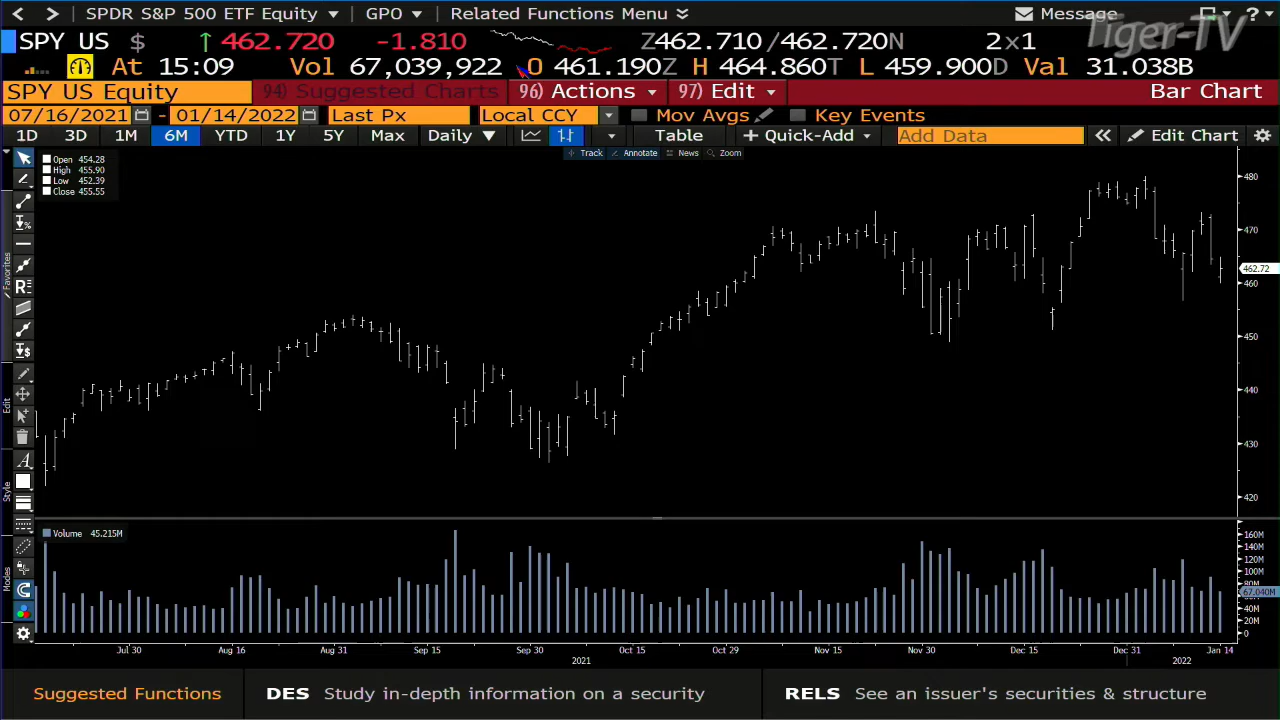 SPDR S&P 500 ETF Equity GPO Related Functions Menu Message ?
Tiger-TV
SPY US $ ↑ 462.720 -1.810 Z462.710/462.720N 2x1
At 15:09 Vol 67,039,922 O 461.190Z H 464.860T L 459.900D Val 31.038B
SPY US Equity 94) Suggested Charts 96) Actions 97) Edit Bar Chart
07/16/2021 - 01/14/2022 Last Px Local CCY Mov Avgs Key Events
1D 3D 1M 6M YTD 1Y 5Y Max Daily ▼ Table + Quick-Add Add Data « Edit Chart
Track Annotate News Zoom
Open 454.28
High 455.90
Low 452.39
Close 455.55
480
470
462.72
460
450
440
430
420
Favorites
Edit
Style
Modes
Volume 45.215M
160M
140M
120M
100M
80M
67.040M
40M
20M
0
Jul 30 Aug 16 Aug 31 Sep 15 Sep 30 Oct 15 Oct 29 Nov 15 Nov 30 Dec 15 Dec 31 Jan 14
2021 2022
Suggested Functions DES Study in-depth information on a security RELS See an issuer's securities & structure